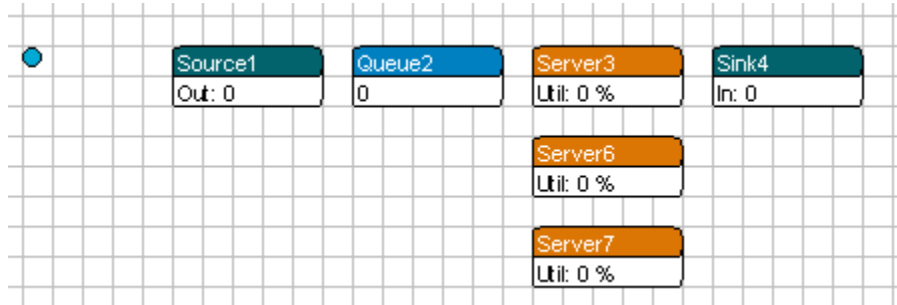 Source1
Out: 0
Queue2
0
Server3
Util: 0 %
Sink4
In: 0
Server6
Util: 0 %
Server7
Util: 0 %